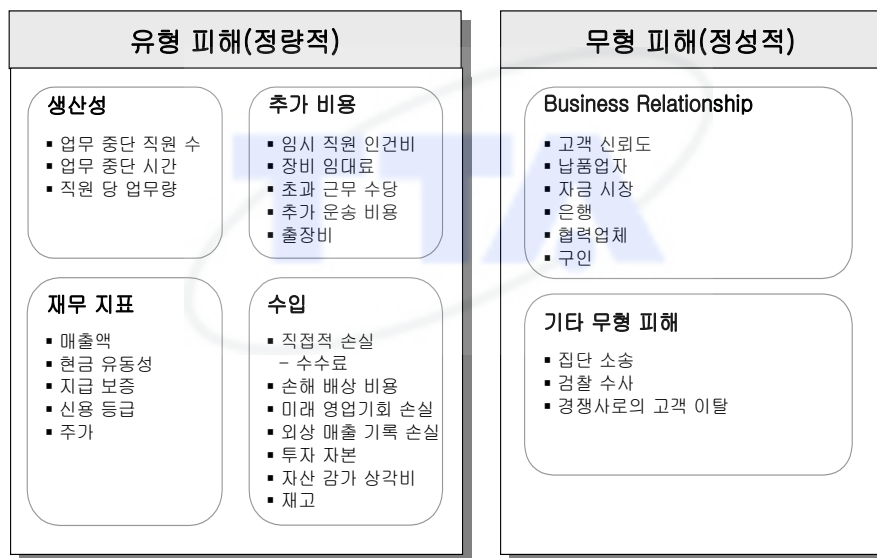 유형 피해(정량적)
생산성
▪ 업무 중단 직원 수
▪ 업무 중단 시간
▪ 직원 당 업무량
추가 비용
▪ 임시 직원 인건비
▪ 장비 임대료
▪ 초과 근무 수당
▪ 추가 운송 비용
▪ 출장비
재무 지표
▪ 매출액
▪ 현금 유동성
▪ 지급 보증
▪ 신용 등급
▪ 주가
수입
▪ 직접적 손실
– 수수료
▪ 손해 배상 비용
▪ 미래 영업기회 손실
▪ 외상 매출 기록 손실
▪ 투자 자본
▪ 자산 감가 상각비
▪ 재고
무형 피해(정성적)
Business Relationship
▪ 고객 신뢰도
▪ 납품업자
▪ 자금 시장
▪ 은행
▪ 협력업체
▪ 구인
기타 무형 피해
▪ 집단 소송
▪ 검찰 수사
▪ 경쟁사로의 고객 이탈
TTA